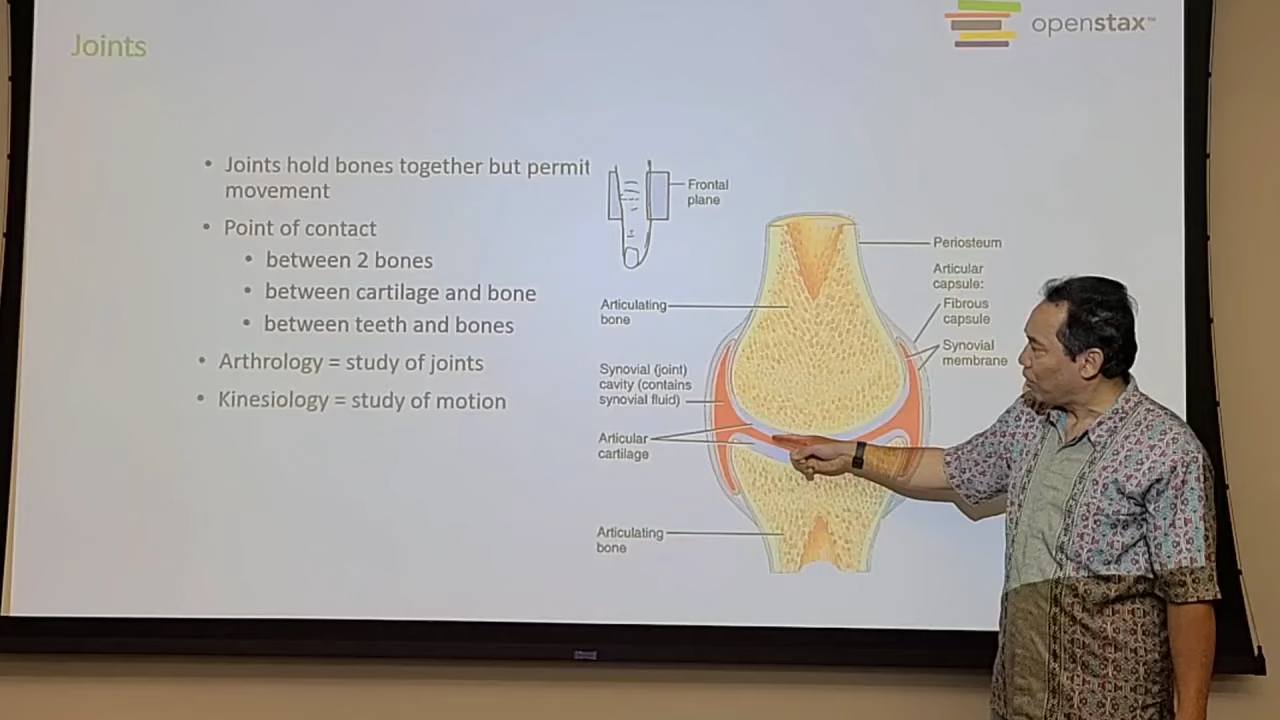 Joints
openstax™
• Joints hold bones together but permit
movement
• Point of contact
• between 2 bones
• between cartilage and bone
• between teeth and bones
• Arthrology = study of joints
• Kinesiology = study of motion
Frontal
plane
Periosteum
Articular
capsule:
Fibrous
capsule
Synovial
membrane
Articulating
bone
Synovial (joint)
cavity (contains
synovial fluid)
Articular
cartilage
Articulating
bone